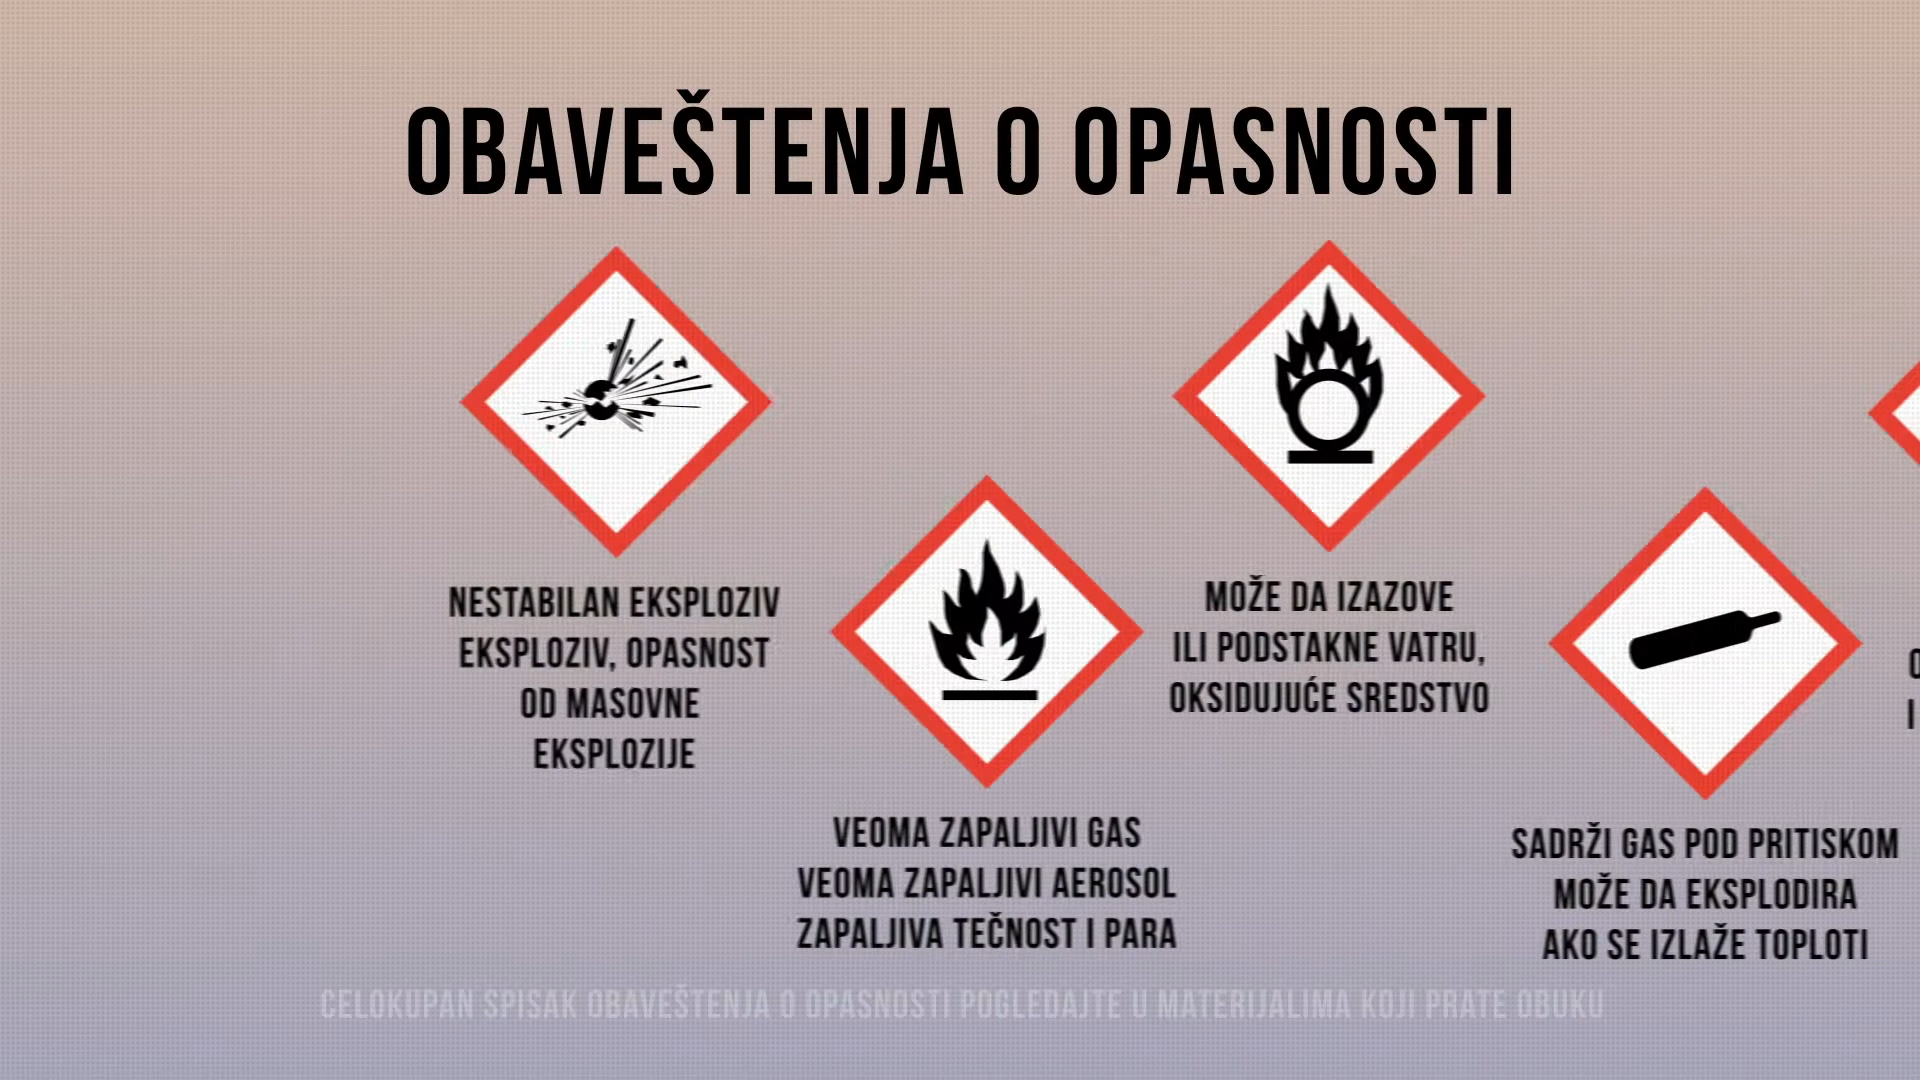 OBAVEŠTENJA O OPASNOSTI
NESTABILAN EKSPLOZIV
EKSPLOZIV, OPASNOST
OD MASOVNE
EKSPLOZIJE
VEOMA ZAPALJIVI GAS
VEOMA ZAPALJIVI AEROSOL
ZAPALJIVA TEČNOST I PARA
MOŽE DA IZAZOVE
ILI PODSTAKNE VATRU,
OKSIDUJUĆE SREDSTVO
SADRŽI GAS POD PRITISKOM
MOŽE DA EKSPLODIRA
AKO SE IZLAŽE TOPLOTI
CELOKUPAN SPISAK OBAVEŠTENJA O OPASNOSTI POGLEDAJTE U MATERIJALIMA KOJI PRATE OBUKU